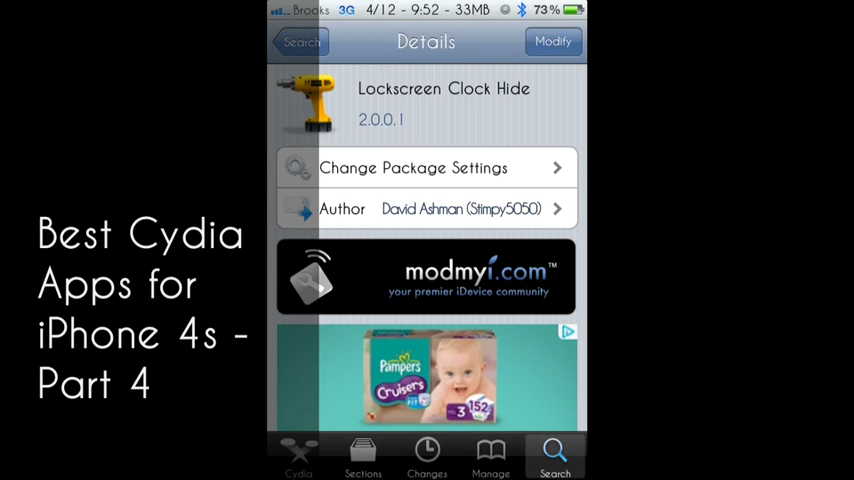 Brooks 3G 4/12 - 9:52 - 33MB 73%
Search Details Modify
Lockscreen Clock Hide
2.0.0.1
Change Package Settings
Author David Ashman (Stimpy5050)
modmyi.com™
your premier iDevice community
Pampers
Cruisers
FIT
3 152
Best Cydia
Apps for
iPhone 4s -
Part 4
Cydia Sections Changes Manage Search